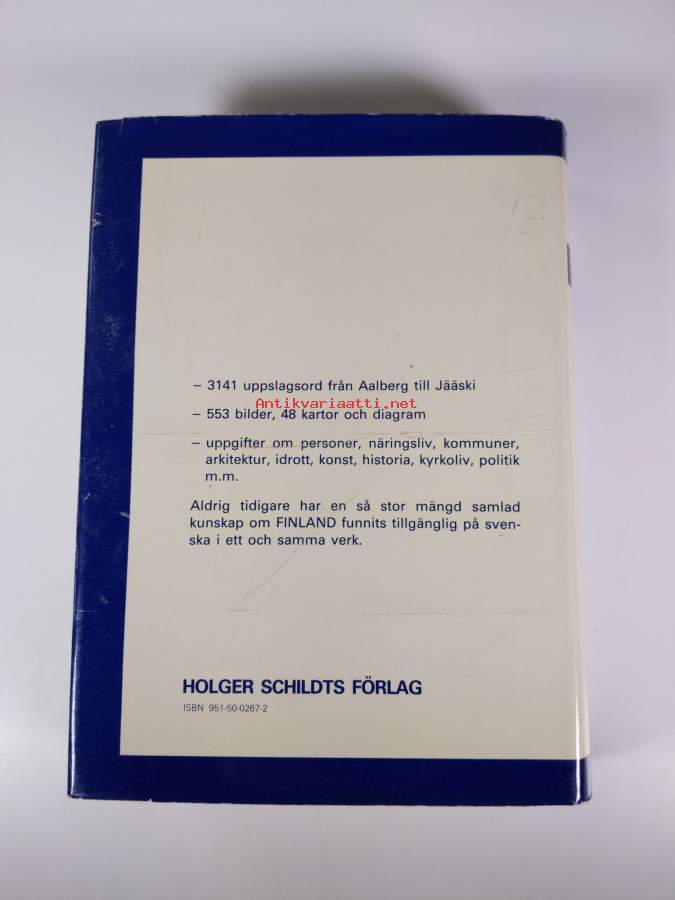 – 3141 uppslagsord från Aalberg till Jääski
Antikvariaatti.net
– 553 bilder, 48 kartor och diagram
– uppgifter om personer, näringsliv, kommuner,
arkitektur, idrott, konst, historia, kyrkoliv, politik
m.m.
Aldrig tidigare har en så stor mängd samlad
kunskap om FINLAND funnits tillgänglig på sven-
ska i ett och samma verk.
HOLGER SCHILDTS FÖRLAG
ISBN 951-50-0267-2